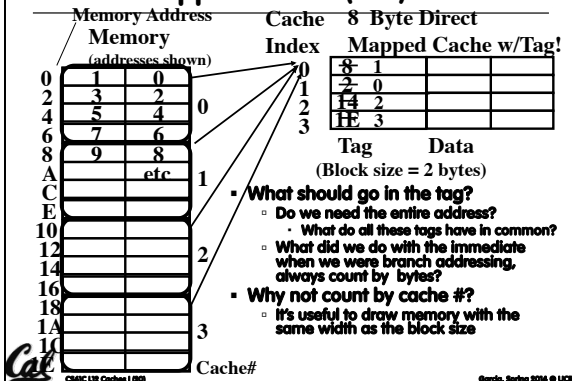 Memory Address
Memory
(addresses shown)
0 1 0
2 3 2
4 5 4
6 7 6
8 9 8
A etc
C
E
10
12
14
16
18
1A
1C
0
1
2
3
Cache#
Cache 8 Byte Direct
Index Mapped Cache w/Tag!
0 8 1
1 2 0
2 14 2
3 1E 3
Tag Data
(Block size = 2 bytes)
▪ What should go in the tag?
▫ Do we need the entire address?
· What do all these tags have in common?
▫ What did we do with the immediate
when we were branch addressing,
always count by bytes?
▪ Why not count by cache #?
▫ It's useful to draw memory with the
same width as the block size
Cal
CS61C L12 Caches I (20)
Garcia, Spring 2014 © UCB